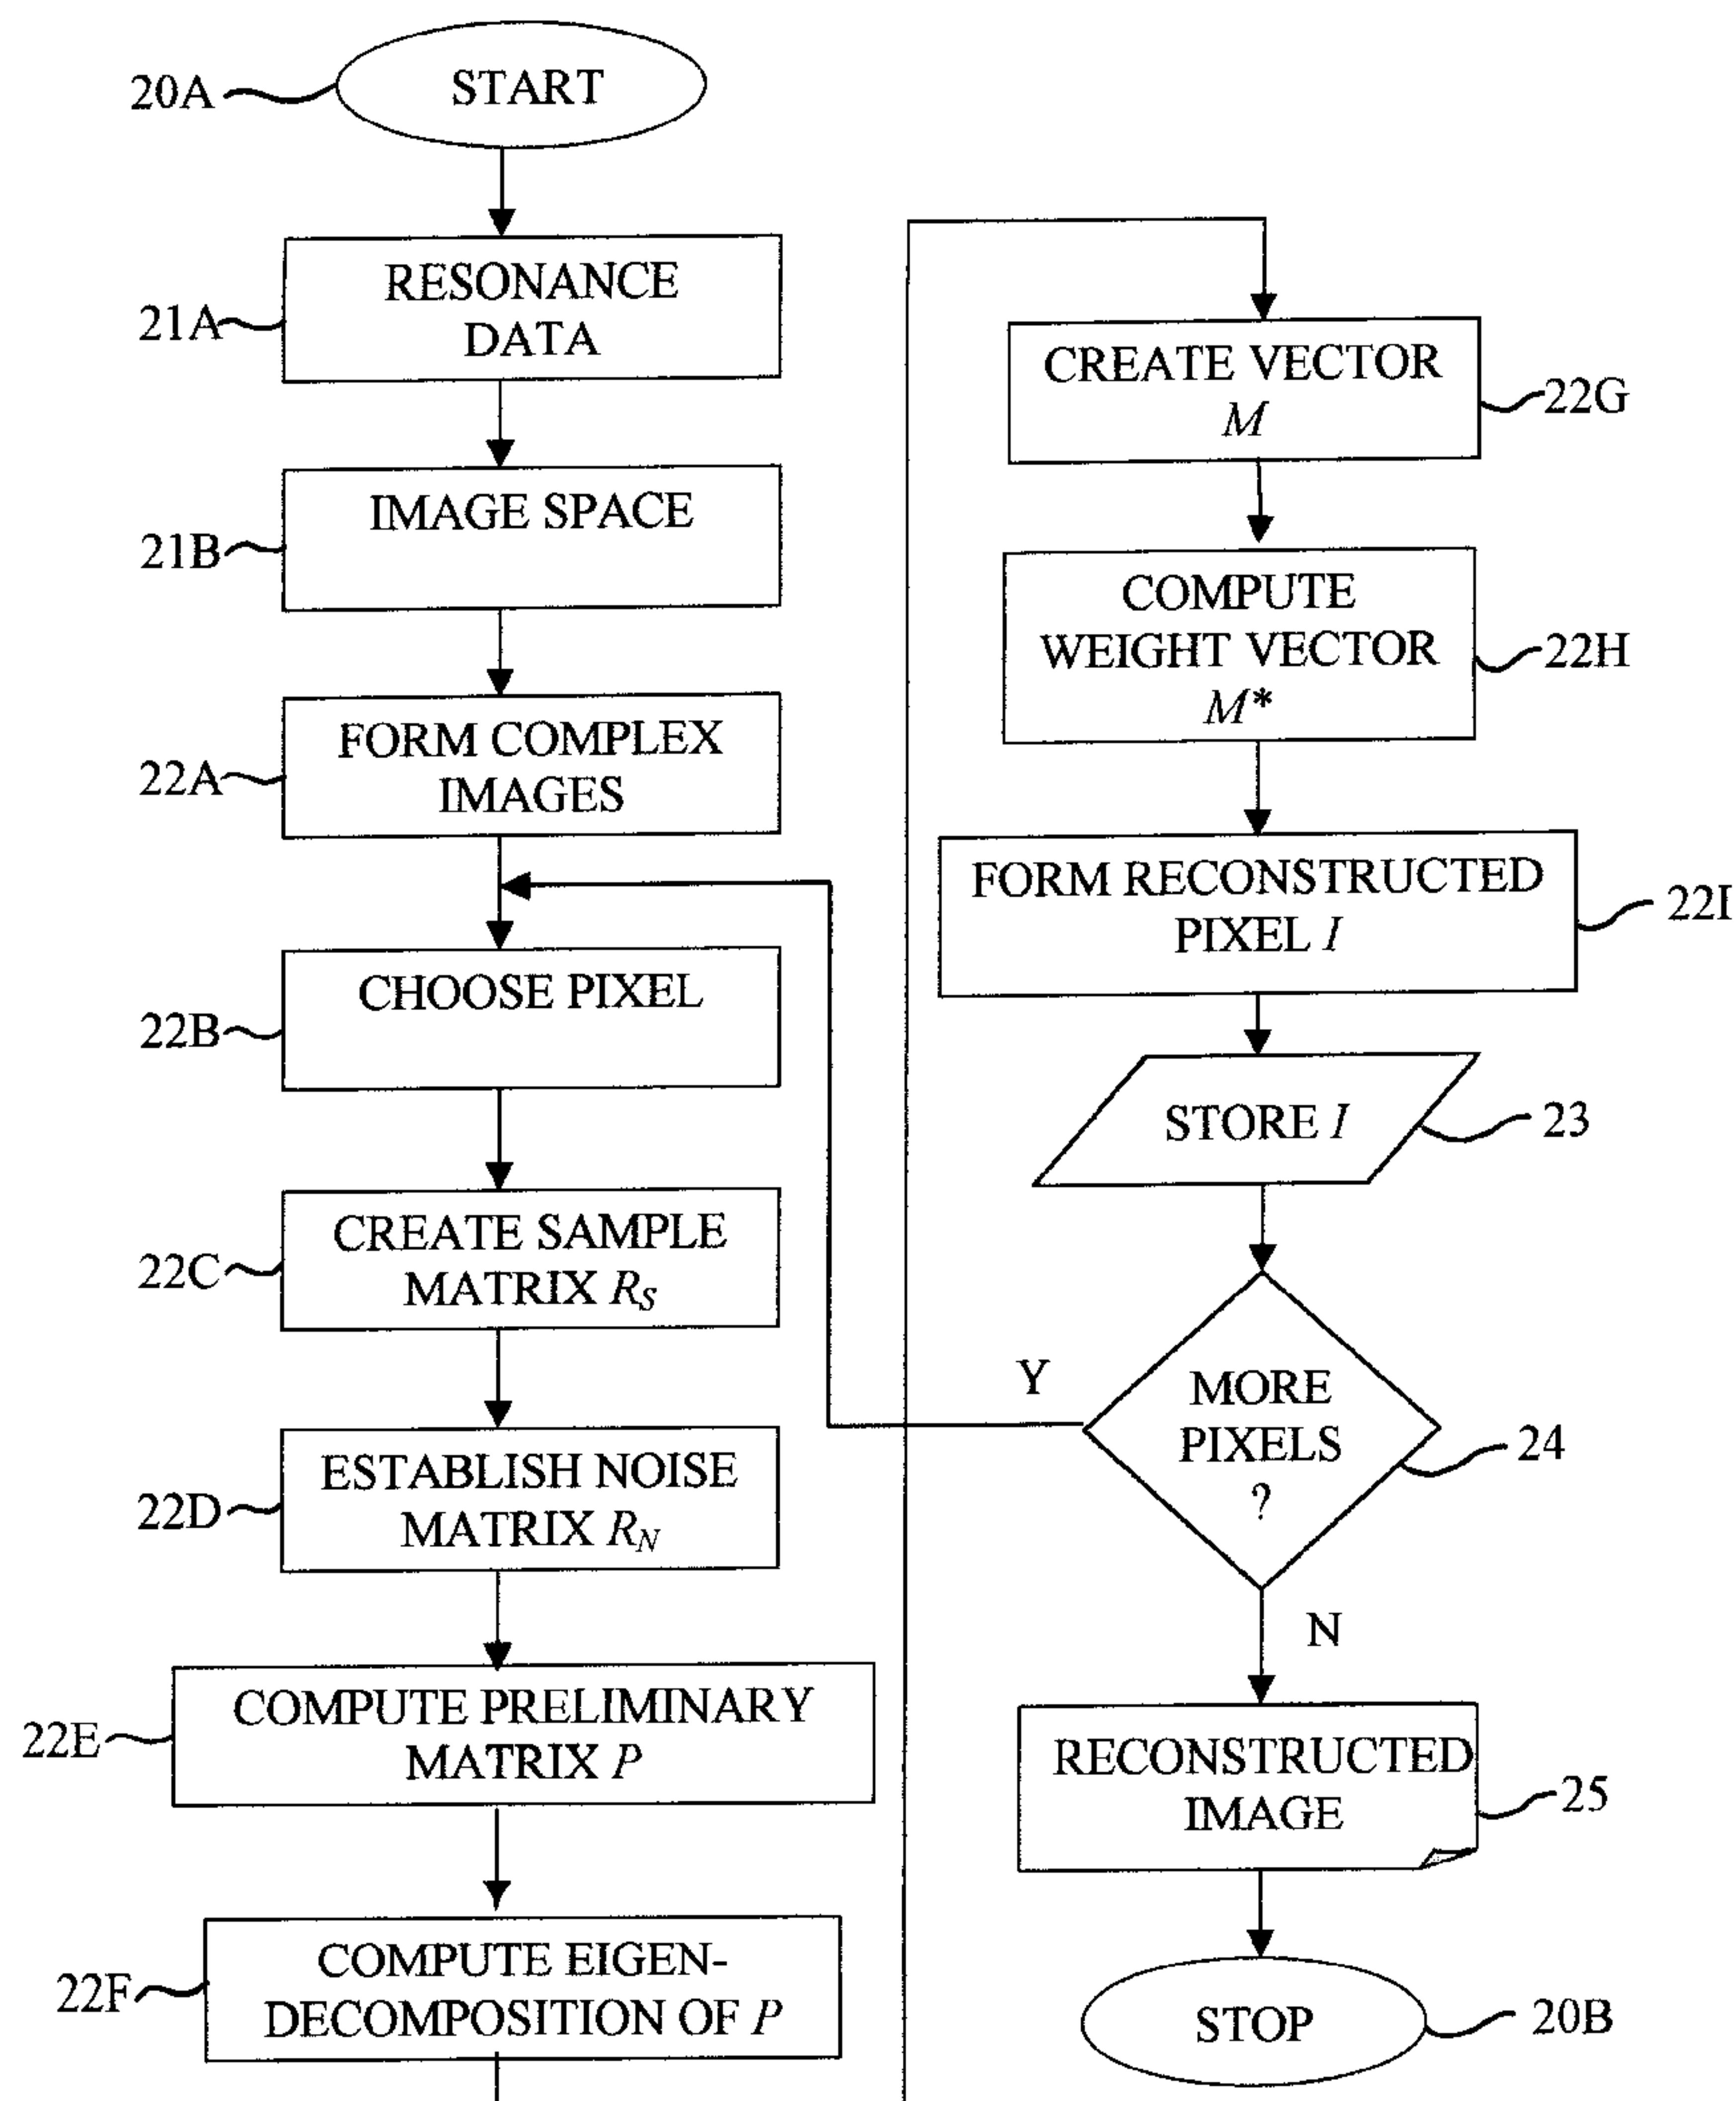 START
20A
RESONANCE
DATA
21A
IMAGE SPACE
21B
FORM COMPLEX
IMAGES
22A
CHOOSE PIXEL
22B
CREATE SAMPLE
MATRIX R_S
22C
ESTABLISH NOISE
MATRIX R_N
22D
COMPUTE PRELIMINARY
MATRIX P
22E
COMPUTE EIGEN-
DECOMPOSITION OF P
22F
CREATE VECTOR
M
22G
COMPUTE
WEIGHT VECTOR
M*
22H
FORM RECONSTRUCTED
PIXEL I
22I
STORE I
23
Y
MORE
PIXELS
?
24
N
RECONSTRUCTED
IMAGE
25
STOP
20B